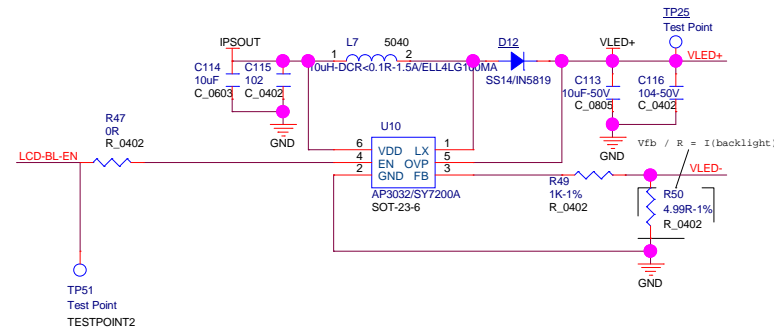 TP25
Test Point
IPSOUT
L7
5040
D12
VLED+
VLED+
1
2
C114
10uF
C_0603
C115
102
C_0402
10uH-DCR<0.1R-1.5A/ELL4LG100MA
SS14/IN5819
C113
10uF-50V
C_0805
C116
104-50V
C_0402
GND
GND
R47
0R
R_0402
LCD-BL-EN
U10
6
4
2
VDD
EN
GND
LX
OVP
FB
1
5
3
AP3032/SY7200A
SOT-23-6
Vfb / R = I(backlight)
VLED-
R49
1K-1%
R_0402
R50
4.99R-1%
R_0402
GND
TP51
Test Point
TESTPOINT2